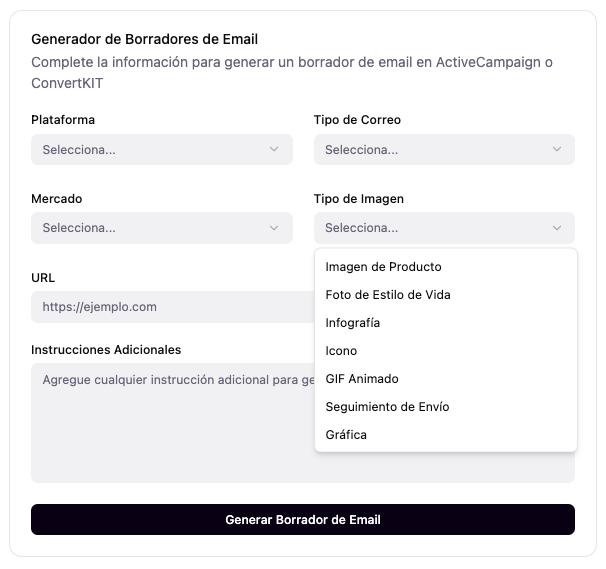 Generador de Borradores de Email
Complete la información para generar un borrador de email en ActiveCampaign o
ConvertKIT
Plataforma
Selecciona...
Tipo de Correo
Selecciona...
Mercado
Selecciona...
Tipo de Imagen
Selecciona...
Imagen de Producto
Foto de Estilo de Vida
Infografía
Icono
GIF Animado
Seguimiento de Envío
Gráfica
URL
https://ejemplo.com
Instrucciones Adicionales
Agregue cualquier instrucción adicional para
Generar Borrador de Email